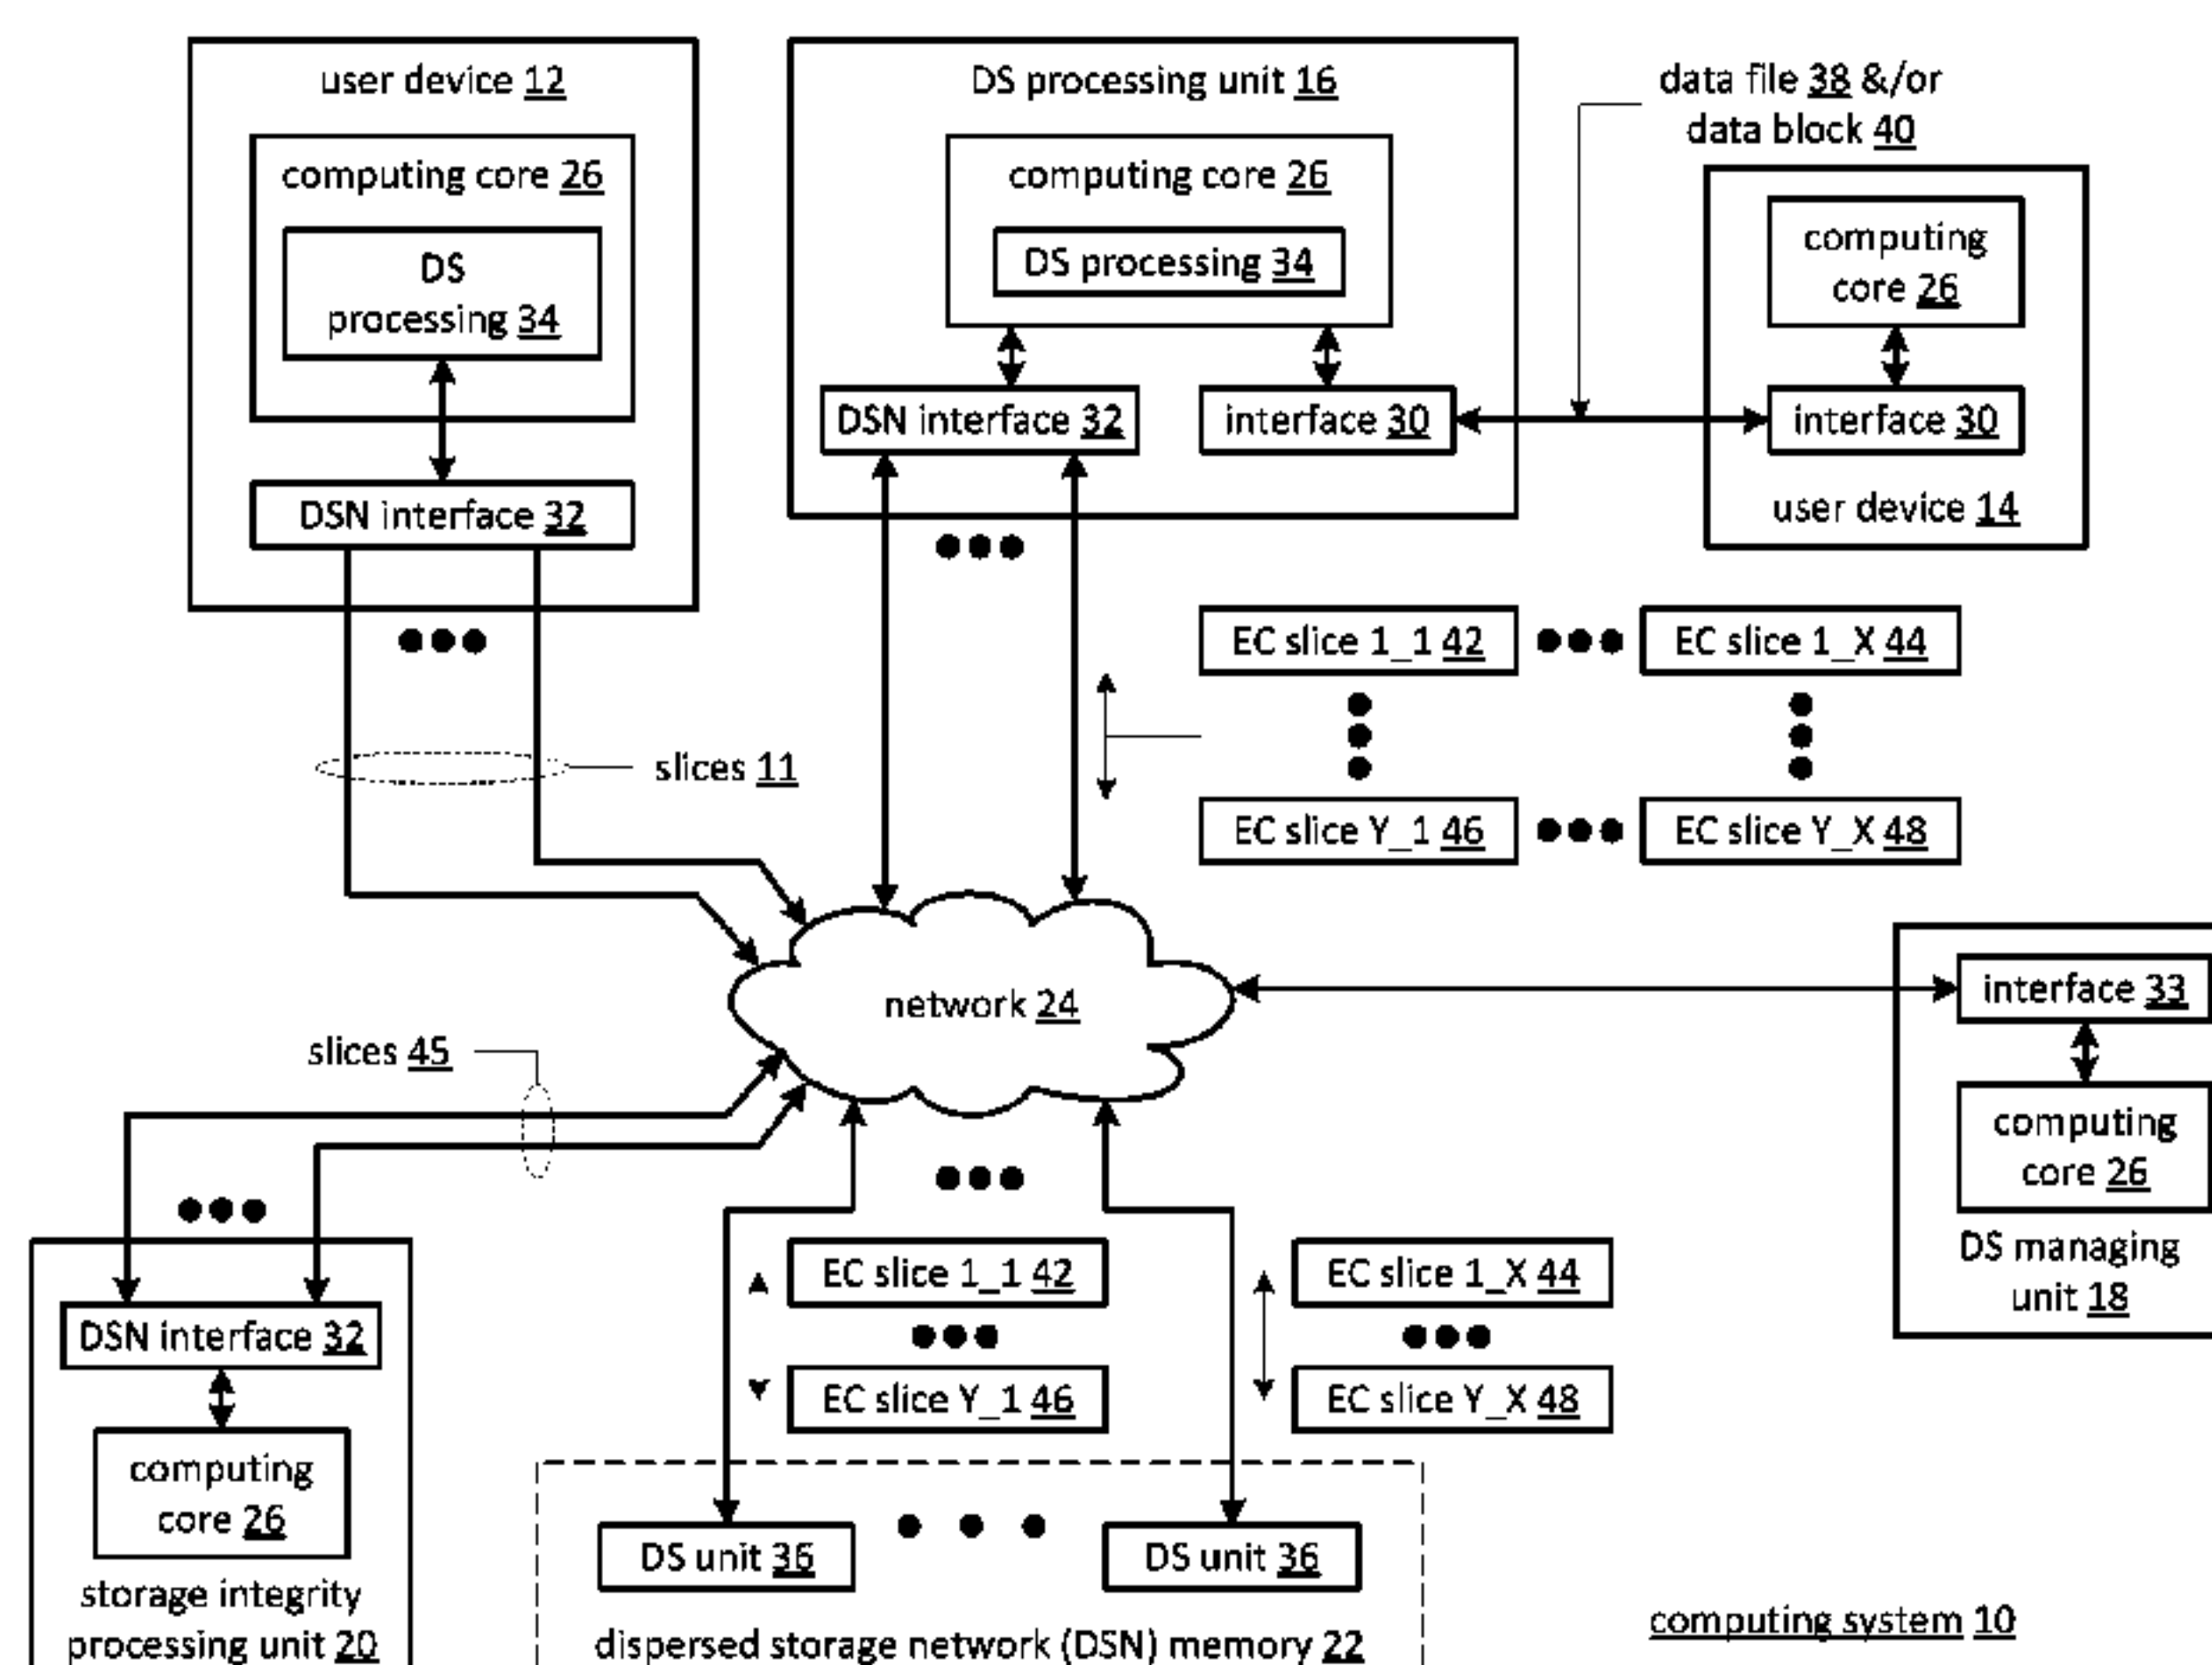 user device 12
computing core 26
DS
processing 34
DSN interface 32
DS processing unit 16
computing core 26
DS processing 34
DSN interface 32
interface 30
data file 38 &/or
data block 40
computing
core 26
interface 30
user device 14
slices 11
EC slice 1_1 42
EC slice 1_X 44
EC slice Y_1 46
EC slice Y_X 48
network 24
interface 33
computing
core 26
DS managing
unit 18
slices 45
DSN interface 32
computing
core 26
storage integrity
processing unit 20
EC slice 1_1 42
EC slice Y_1 46
EC slice 1_X 44
EC slice Y_X 48
DS unit 36
DS unit 36
dispersed storage network (DSN) memory 22
computing system 10